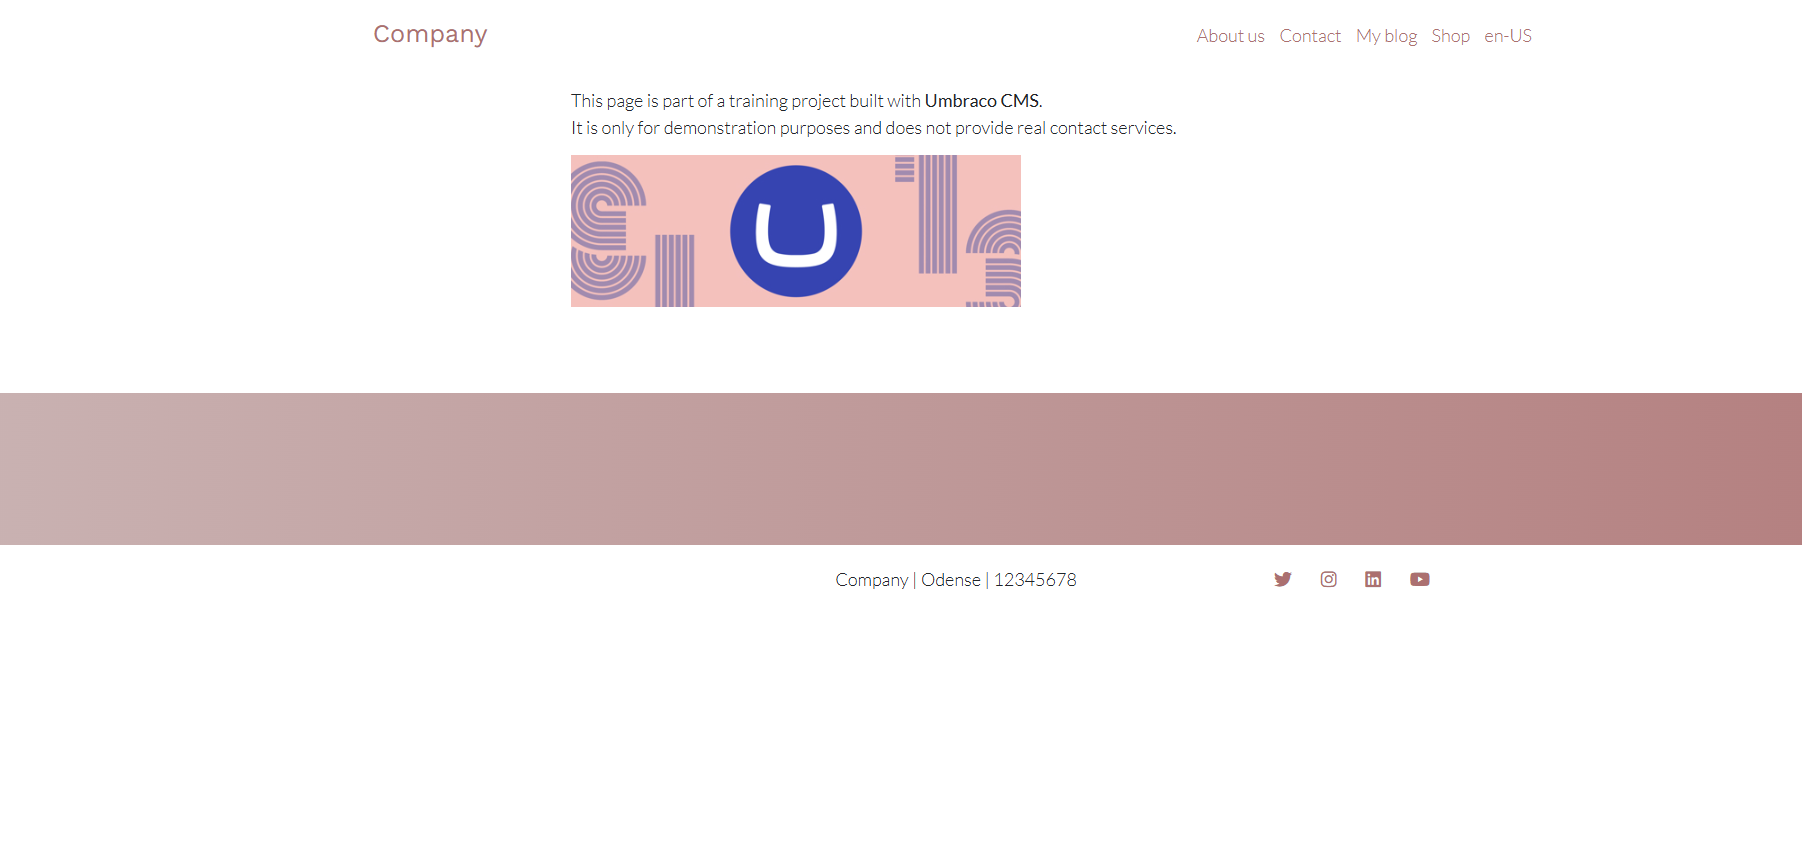 Company
About us Contact My blog Shop en-US
This page is part of a training project built with Umbraco CMS.
It is only for demonstration purposes and does not provide real contact services.
U
Company | Odense | 12345678